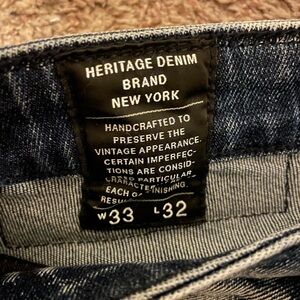 HERITAGE DENIM
BRAND
NEW YORK
HANDCRAFTED TO
PRESERVE THE
VINTAGE APPEARANCE.
CERTAIN IMPERFEC-
TIONS ARE CONSID-
PARTICULAR
EACH FINISHING.
W33 L32